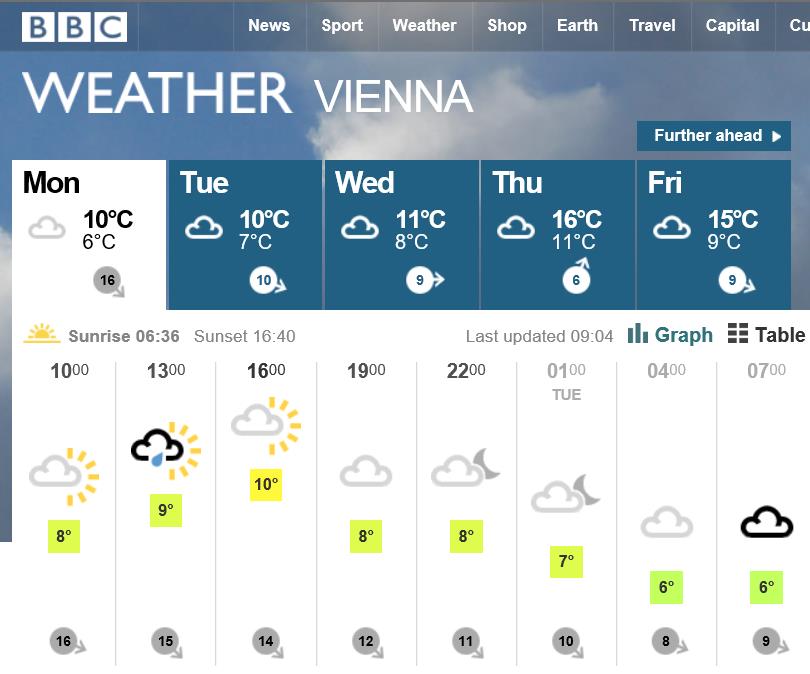 BBC News Sport Weather Shop Earth Travel Capital Cu
WEATHER VIENNA
Further ahead
Mon Tue Wed Thu Fri
10°C 10°C 11°C 16°C 15°C
6°C 7°C 8°C 11°C 9°C
16 10 9 6 9
Sunrise 06:36 Sunset 16:40 Last updated 09:04 Graph Table
1000 1300 1600 1900 2200 0100 0400 0700
TUE
10°
9°
8° 8° 8°
7°
6° 6°
16 15 14 12 11 10 8 9